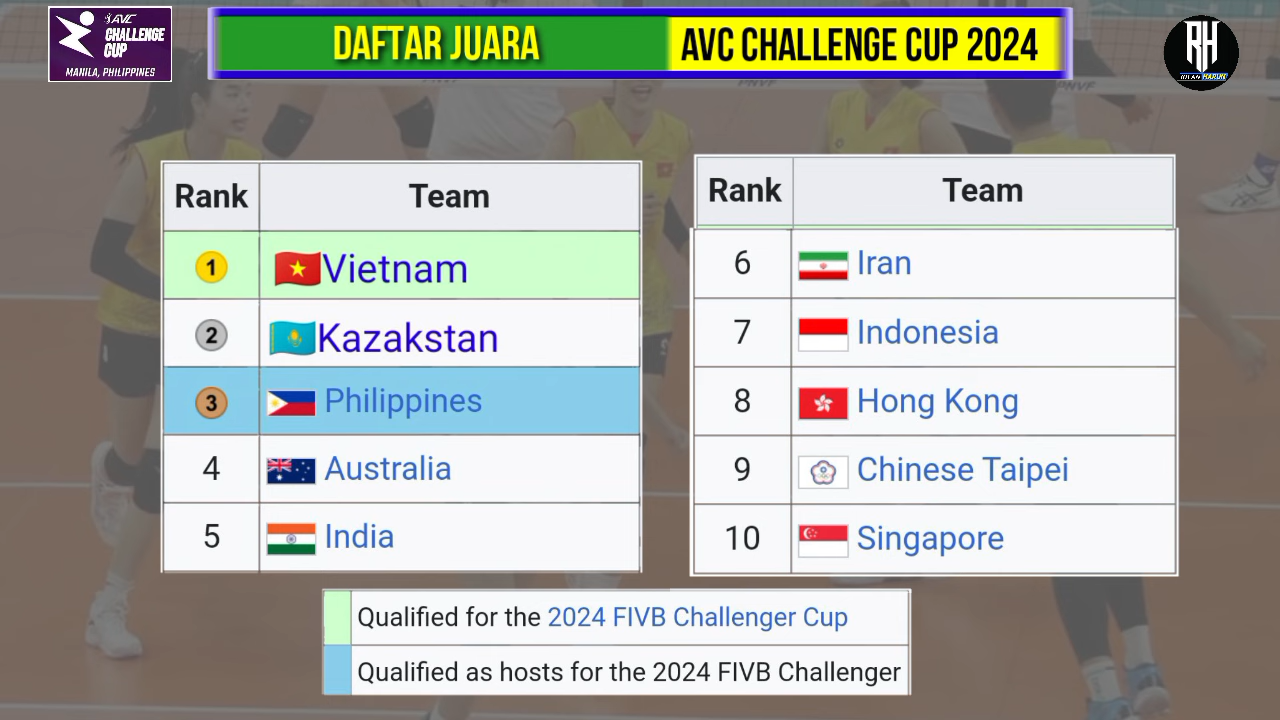 AVC
CHALLENGE
CUP
MANILA, PHILIPPINES
DAFTAR JUARA
AVC CHALLENGE CUP 2024
RH
Rank Team
1 Vietnam
2 Kazakstan
3 Philippines
4 Australia
5 India
Rank Team
6 Iran
7 Indonesia
8 Hong Kong
9 Chinese Taipei
10 Singapore
Qualified for the 2024 FIVB Challenger Cup
Qualified as hosts for the 2024 FIVB Challenger